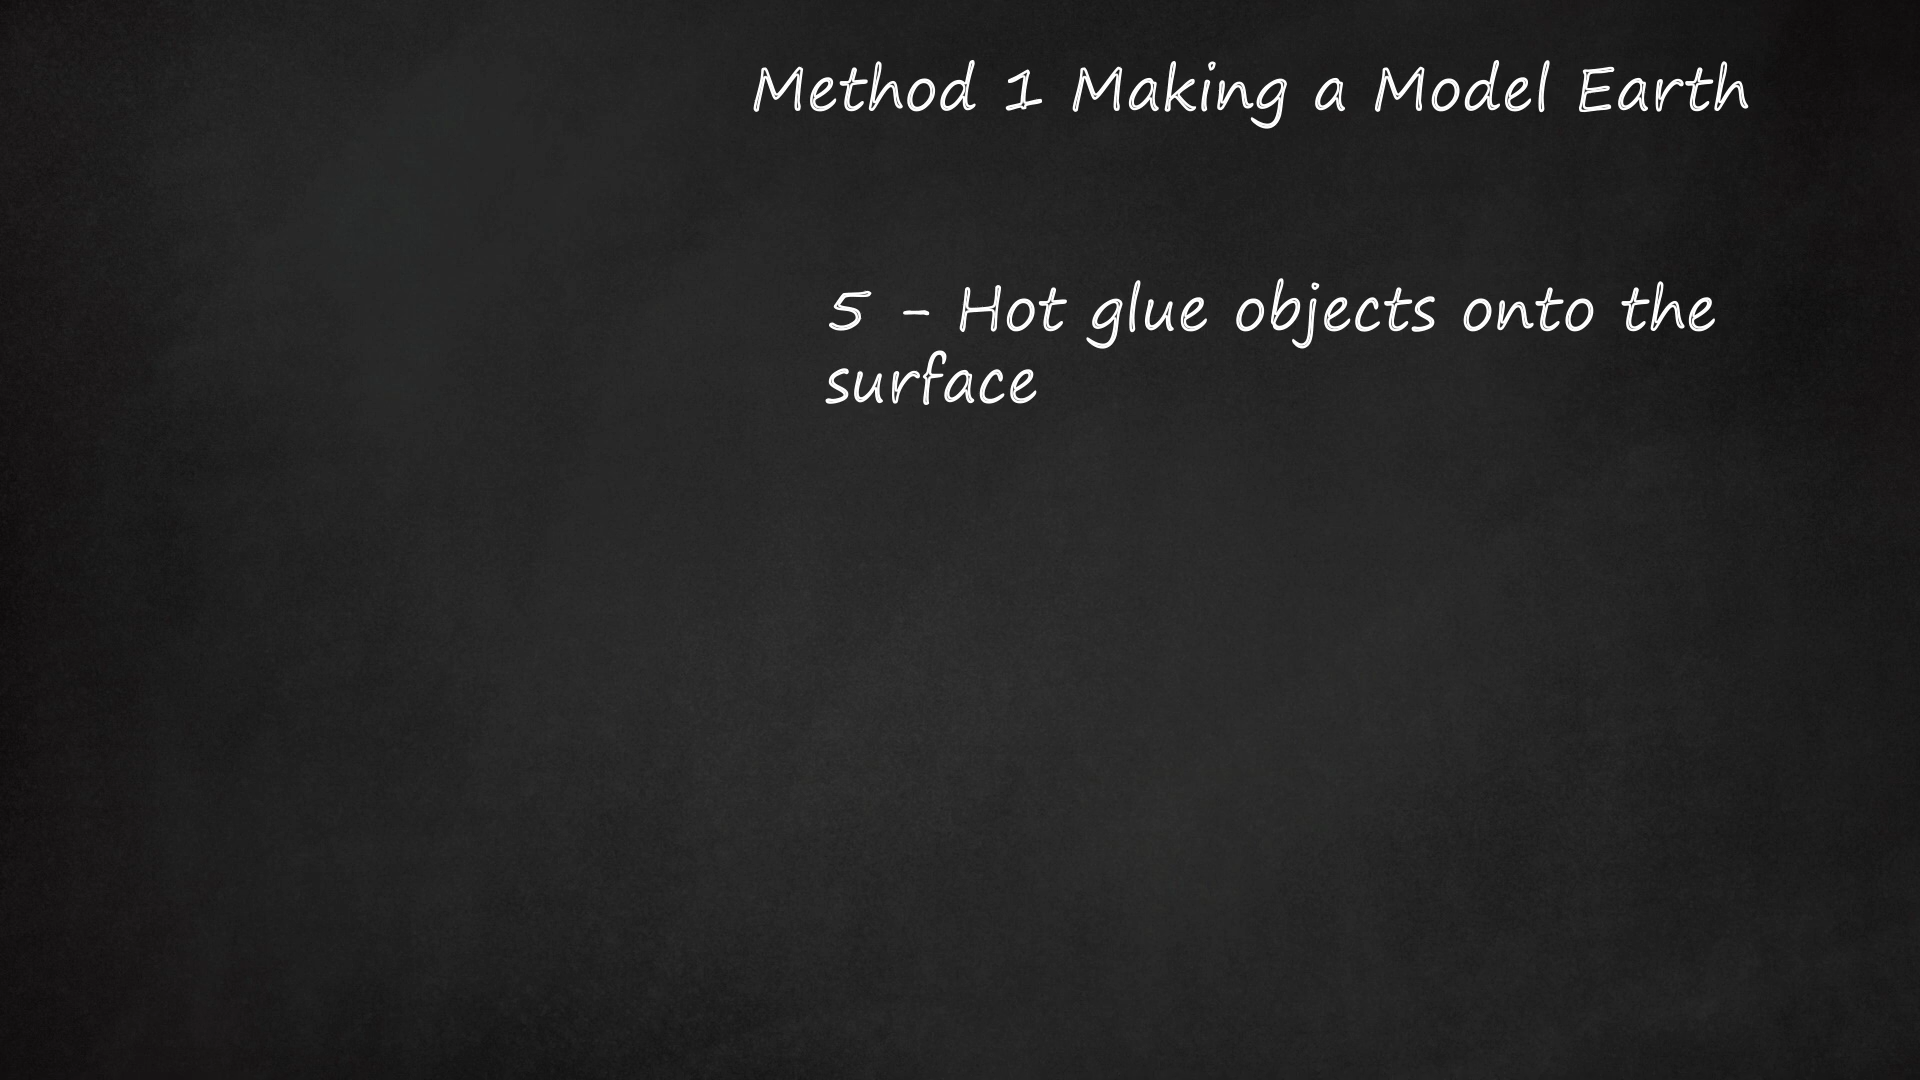 Method 1 Making a Model Earth
5 - Hot glue objects onto the
surface